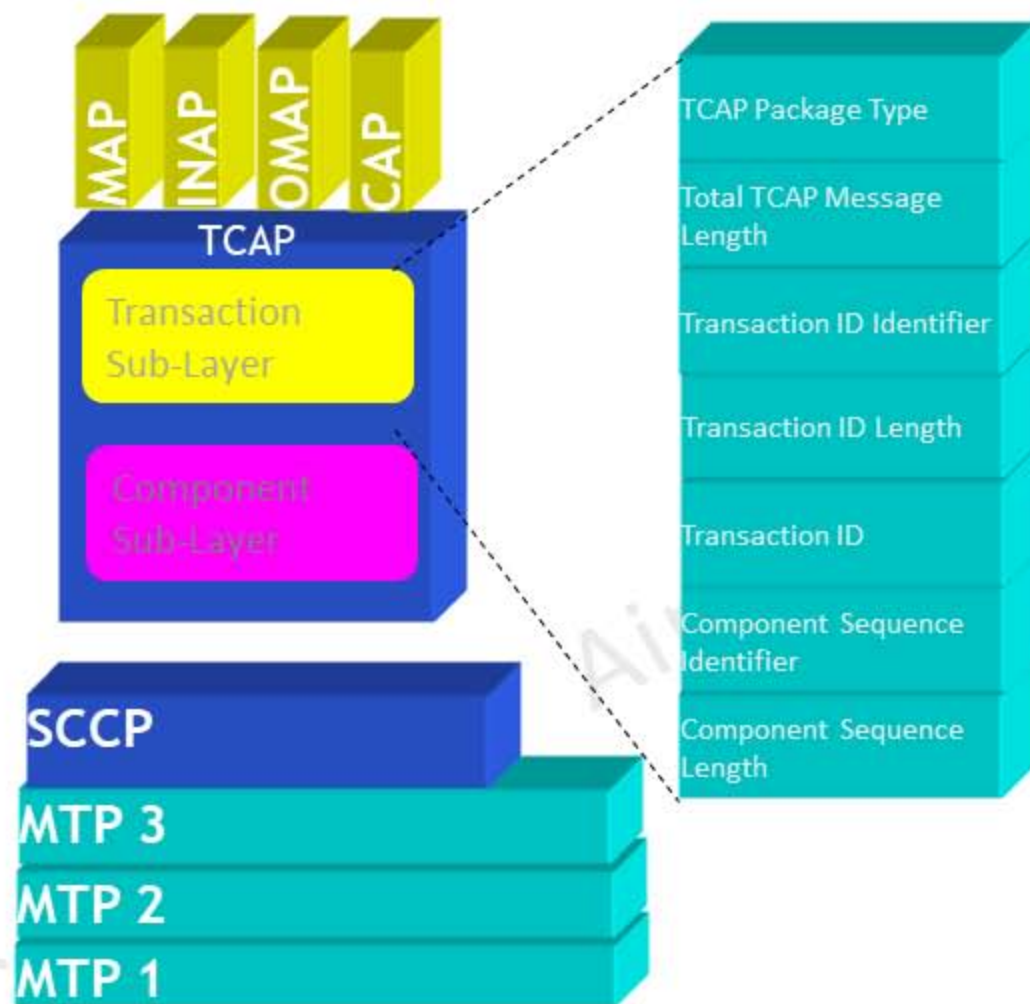 MAP
INAP
OMAP
CAP
TCAP
Transaction
Sub-Layer
Component
Sub-Layer
SCCP
MTP 3
MTP 2
MTP 1
TCAP Package Type
Total TCAP Message
Length
Transaction ID Identifier
Transaction ID Length
Transaction ID
Component Sequence
Identifier
Component Sequence
Length